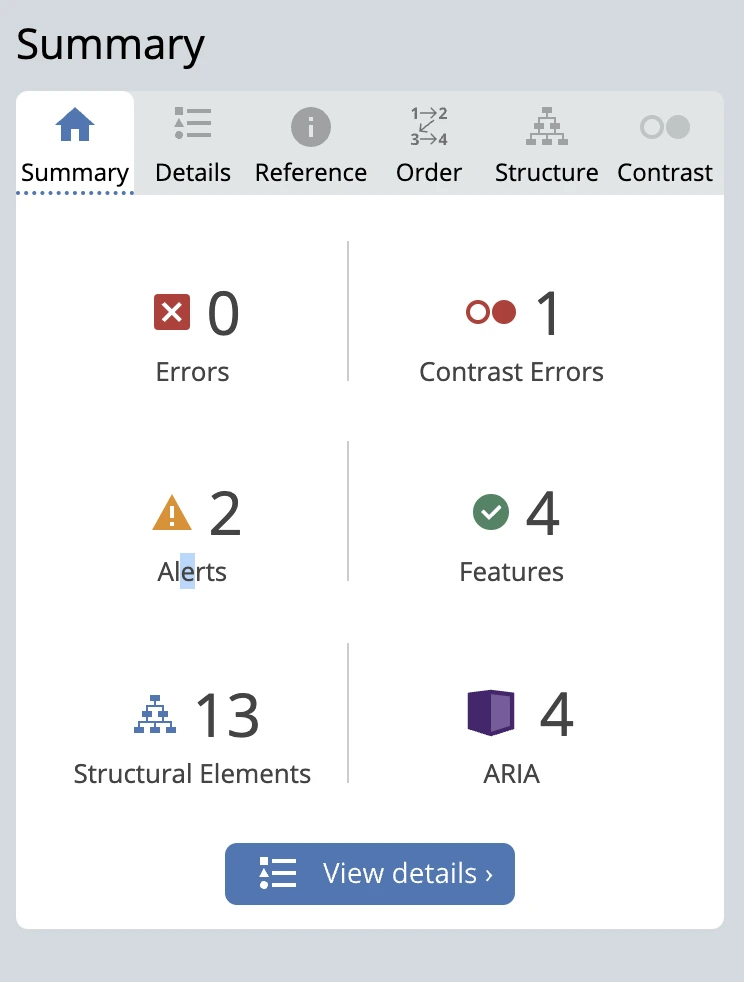 Summary
1→2
3→4
Summary
Details
Reference
Order
Structure
Contrast
0
Errors
1
Contrast Errors
2
Alerts
4
Features
13
Structural Elements
4
ARIA
View details ›